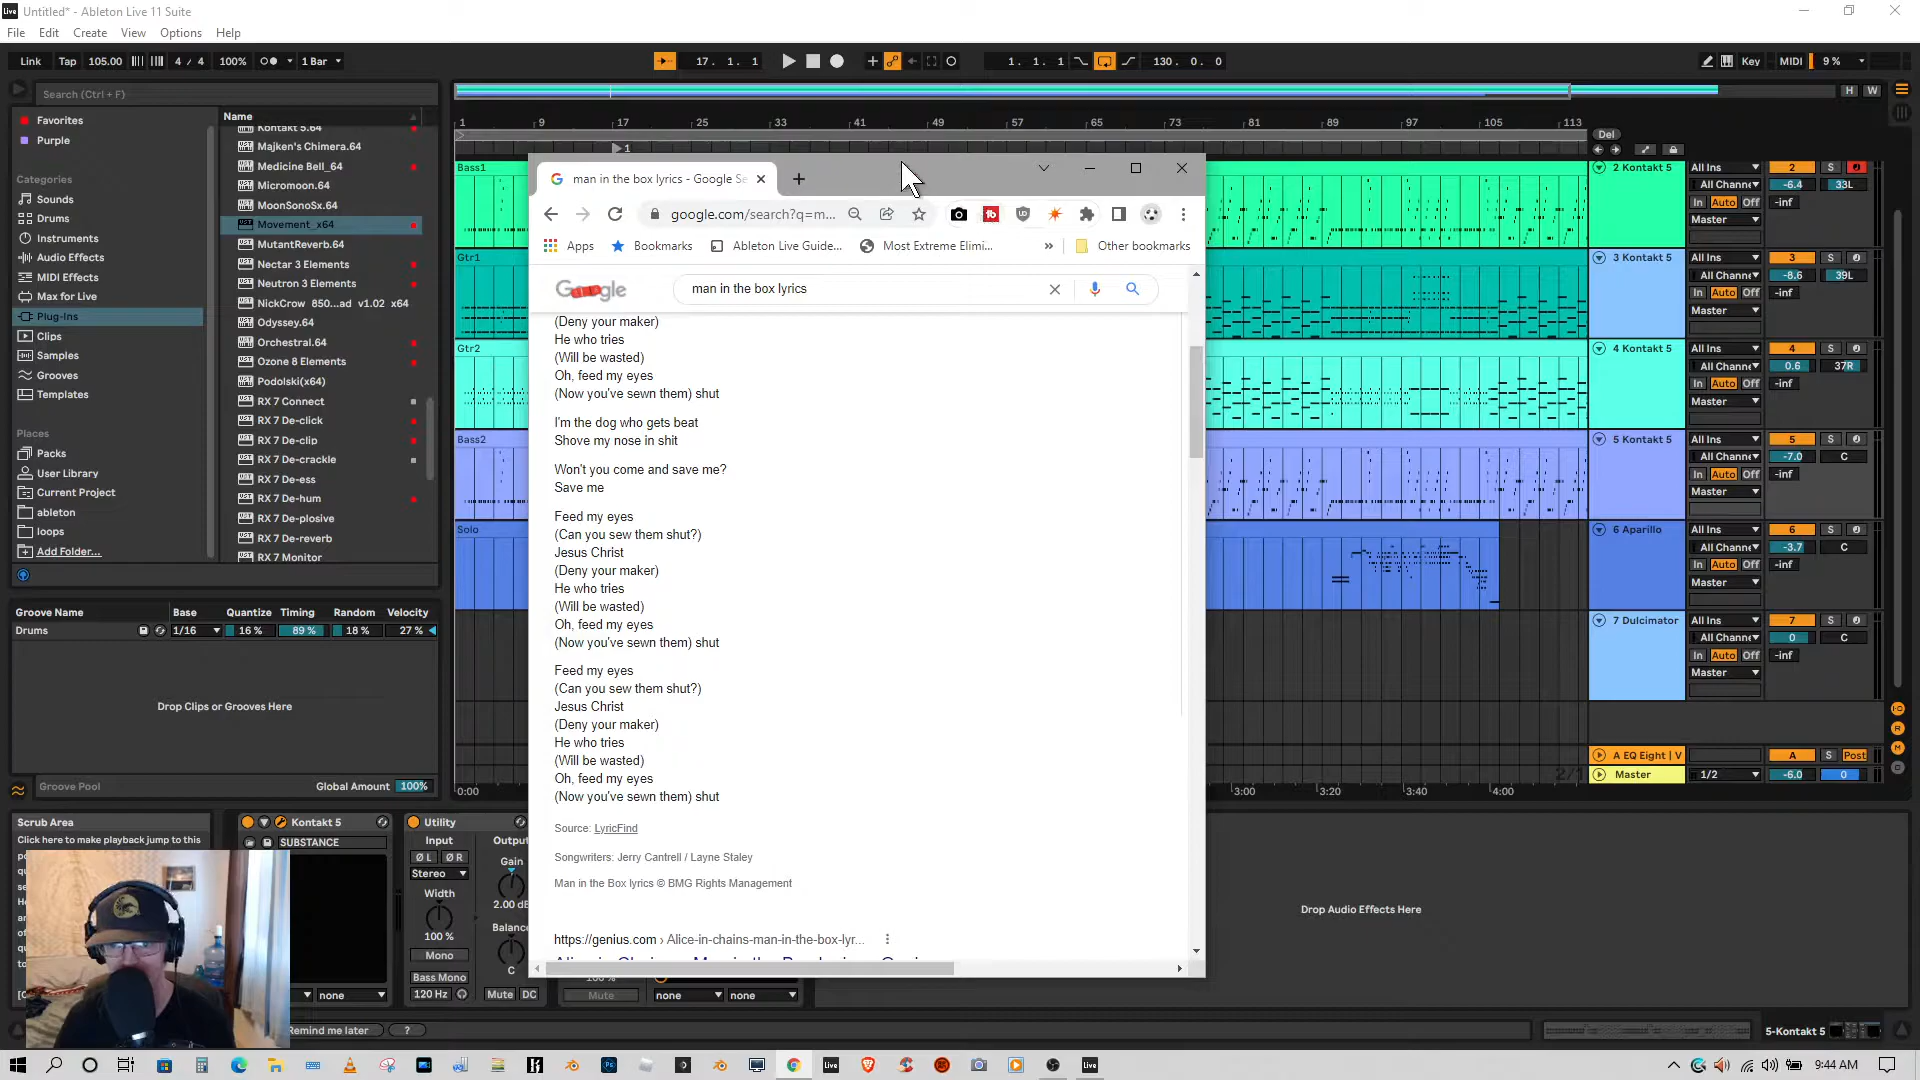 Untitled* - Ableton Live 11 Suite
File Edit Create View Options Help
Link Tap 105.00 4 / 4 100% 1 Bar 17. 1. 1 1. 1. 1 130. 0. 0 Key MIDI 9 %
Search (Ctrl + F)
H W
Favorites
Purple
Categories
Sounds
Drums
Instruments
Audio Effects
MIDI Effects
Max for Live
Plug-Ins
Clips
Samples
Grooves
Templates
Places
Packs
User Library
Current Project
ableton
loops
Add Folder...
Name
Kontakt 5.64
Majken's Chimera.64
Medicine Bell_64
Micromoon.64
MoonSonoSx.64
Movement_x64
MutantReverb.64
Nectar 3 Elements
Neutron 3 Elements
NickCrow 850...ad v1.02 x64
Odyssey.64
Orchestral.64
Ozone 8 Elements
Podolski(x64)
RX 7 Connect
RX 7 De-click
RX 7 De-clip
RX 7 De-crackle
RX 7 De-ess
RX 7 De-hum
RX 7 De-plosive
RX 7 De-reverb
RX 7 Monitor
Groove Name Base Quantize Timing Random Velocity
Drums 1/16 16 % 89 % 18 % 27 %
Drop Clips or Grooves Here
Groove Pool Global Amount 100%
1 9 17 25 33 41 49 57 65 73 81 89 97 105 113
1
Del
Bass1
Gtr1
Gtr2
Bass2
Solo
man in the box lyrics - Google Se
google.com/search?q=m...
Apps Bookmarks Ableton Live Guide... Most Extreme Elimi... » Other bookmarks
Google man in the box lyrics
(Deny your maker)
He who tries
(Will be wasted)
Oh, feed my eyes
(Now you've sewn them) shut
I'm the dog who gets beat
Shove my nose in shit
Won't you come and save me?
Save me
Feed my eyes
(Can you sew them shut?)
Jesus Christ
(Deny your maker)
He who tries
(Will be wasted)
Oh, feed my eyes
(Now you've sewn them) shut
Feed my eyes
(Can you sew them shut?)
Jesus Christ
(Deny your maker)
He who tries
(Will be wasted)
Oh, feed my eyes
(Now you've sewn them) shut
Source: LyricFind
Songwriters: Jerry Cantrell / Layne Staley
Man in the Box lyrics © BMG Rights Management
https://genius.com › Alice-in-chains-man-in-the-box-lyr...
2 Kontakt 5 All Ins 2 S
All Channe -6.4 33L
In Auto Off -inf
Master
3 Kontakt 5 All Ins 3 S
All Channe -8.6 39L
In Auto Off -inf
Master
4 Kontakt 5 All Ins 4 S
All Channe 0.6 37R
In Auto Off -inf
Master
5 Kontakt 5 All Ins 5 S
All Channe -7.0 C
In Auto Off -inf
Master
6 Aparillo All Ins 6 S
All Channe -3.7 C
In Auto Off -inf
Master
7 Dulcimator All Ins 7 S
All Channe 0 C
In Auto Off -inf
Master
A EQ Eight | V A S Post
Master 1/2 -6.0 0
2/1
0:00 3:00 3:20 3:40 4:00
Scrub Area
Click here to make playback jump to this
Kontakt 5
SUBSTANCE
none
Utility
Input Outpu
Ø L Ø R Gain
Stereo
Width 2.00 dB
Balanc
100 %
Mono C
Bass Mono
120 Hz Mute DC
100 %
Mute none none
Drop Audio Effects Here
Remind me later ?
5-Kontakt 5
9:44 AM